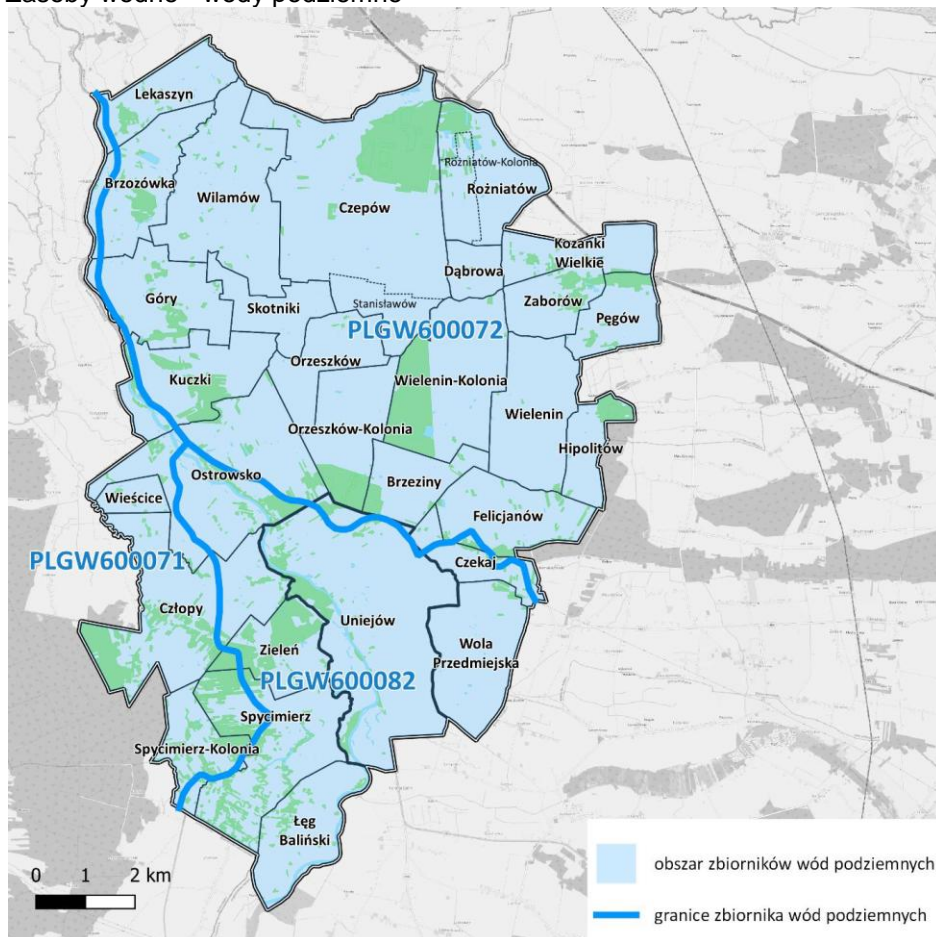 Zasoby wodne - wody podziemne
Lekaszyn
Brzozówka
Wilamów
Czepów
Rożniatów-Kolonia
Rożniatów
Kozanki
Wielkie
Dąbrowa
Zaborów
Pęgów
Góry
Skotniki
Stanisławów
PLGW600072
Orzeszków
Kuczki
Wielenin-Kolonia
Wielenin
Orzeszków-Kolonia
Hipolitów
Ostrowsko
Brzeziny
Wieścice
Felicjanów
PLGW600071
Czekaj
Człopy
Uniejów
Zieleń
Wola
Przedmiejska
PLGW600082
Spycimierz
Spycimierz-Kolonia
Łęg
Baliński
0 1 2 km
obszar zbiorników wód podziemnych
granice zbiornika wód podziemnych